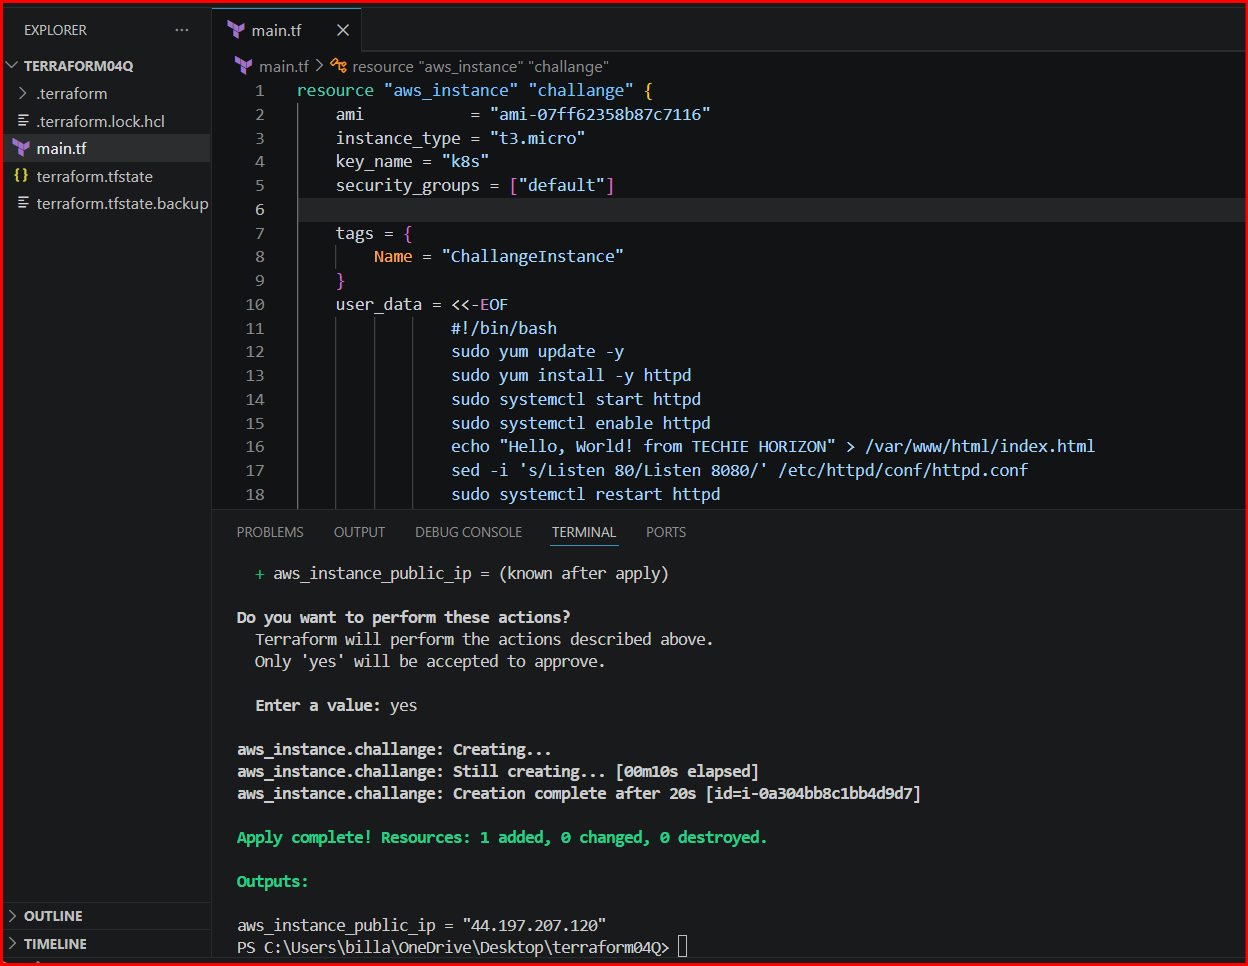 EXPLORER ···
TERRAFORM04Q
.terraform
.terraform.lock.hcl
main.tf
{} terraform.tfstate
terraform.tfstate.backup
OUTLINE
TIMELINE
main.tf
main.tf > resource "aws_instance" "challange"
1 resource "aws_instance" "challange" {
2 ami = "ami-07ff62358b87c7116"
3 instance_type = "t3.micro"
4 key_name = "k8s"
5 security_groups = ["default"]
6
7 tags = {
8 Name = "ChallangeInstance"
9 }
10 user_data = <<-EOF
11 #!/bin/bash
12 sudo yum update -y
13 sudo yum install -y httpd
14 sudo systemctl start httpd
15 sudo systemctl enable httpd
16 echo "Hello, World! from TECHIE HORIZON" > /var/www/html/index.html
17 sed -i 's/Listen 80/Listen 8080/' /etc/httpd/conf/httpd.conf
18 sudo systemctl restart httpd
PROBLEMS OUTPUT DEBUG CONSOLE TERMINAL PORTS
+ aws_instance_public_ip = (known after apply)
Do you want to perform these actions?
Terraform will perform the actions described above.
Only 'yes' will be accepted to approve.
Enter a value: yes
aws_instance.challange: Creating...
aws_instance.challange: Still creating... [00m10s elapsed]
aws_instance.challange: Creation complete after 20s [id=i-0a304bb8c1bb4d9d7]
Apply complete! Resources: 1 added, 0 changed, 0 destroyed.
Outputs:
aws_instance_public_ip = "44.197.207.120"
PS C:\Users\billa\OneDrive\Desktop\terraform04Q>